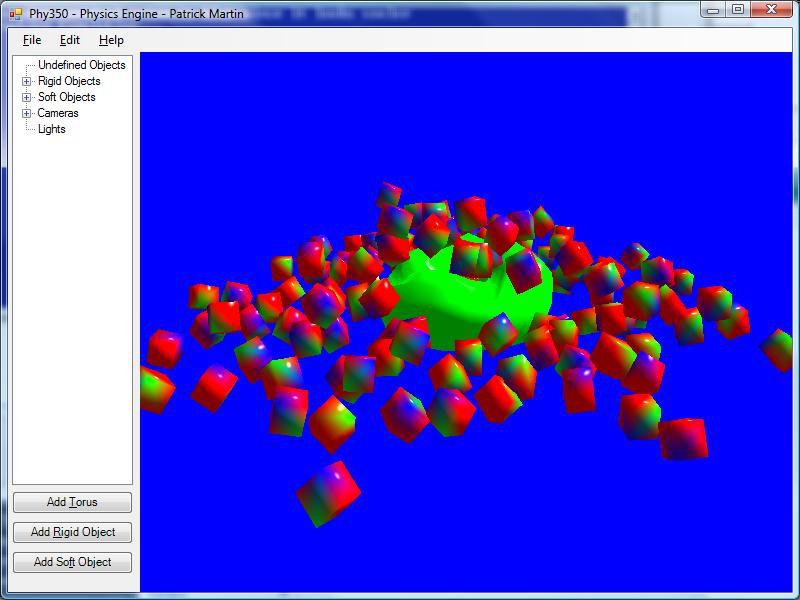 Phy350 - Physics Engine - Patrick Martin
File Edit Help
Undefined Objects
Rigid Objects
Soft Objects
Cameras
Lights
Add Torus
Add Rigid Object
Add Soft Object